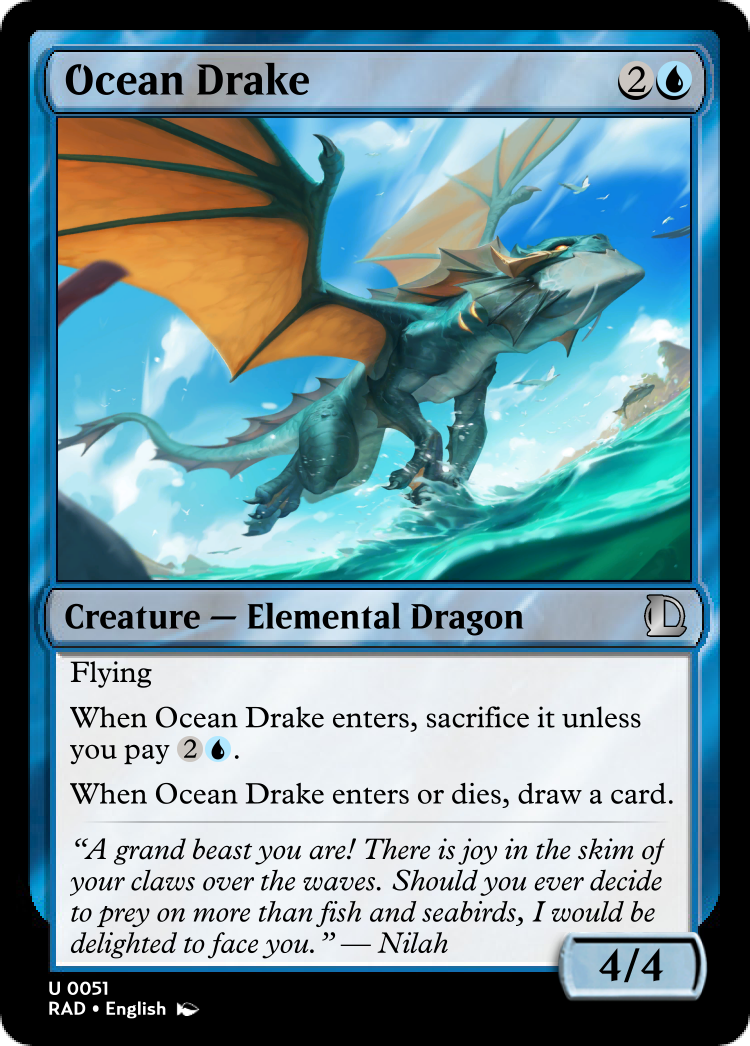 Ocean Drake 2
Creature — Elemental Dragon
Flying
When Ocean Drake enters, sacrifice it unless
you pay 2.
When Ocean Drake enters or dies, draw a card.
“A grand beast you are! There is joy in the skim of
your claws over the waves. Should you ever decide
to prey on more than fish and seabirds, I would be
delighted to face you.” — Nilah
4/4
U 0051
RAD • English